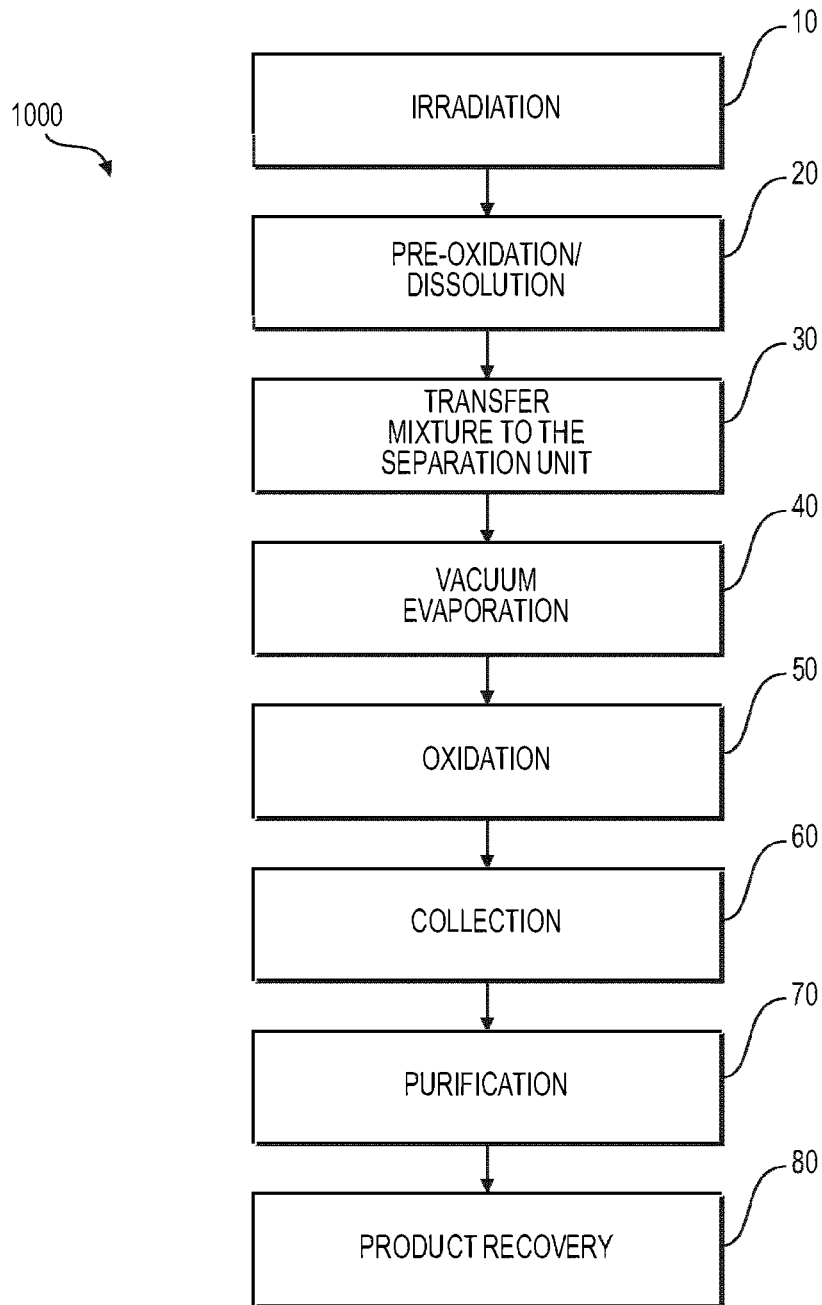 10
IRRADIATION
1000
20
PRE-OXIDATION/
DISSOLUTION
30
TRANSFER
MIXTURE TO THE
SEPARATION UNIT
40
VACUUM
EVAPORATION
50
OXIDATION
60
COLLECTION
70
PURIFICATION
80
PRODUCT RECOVERY